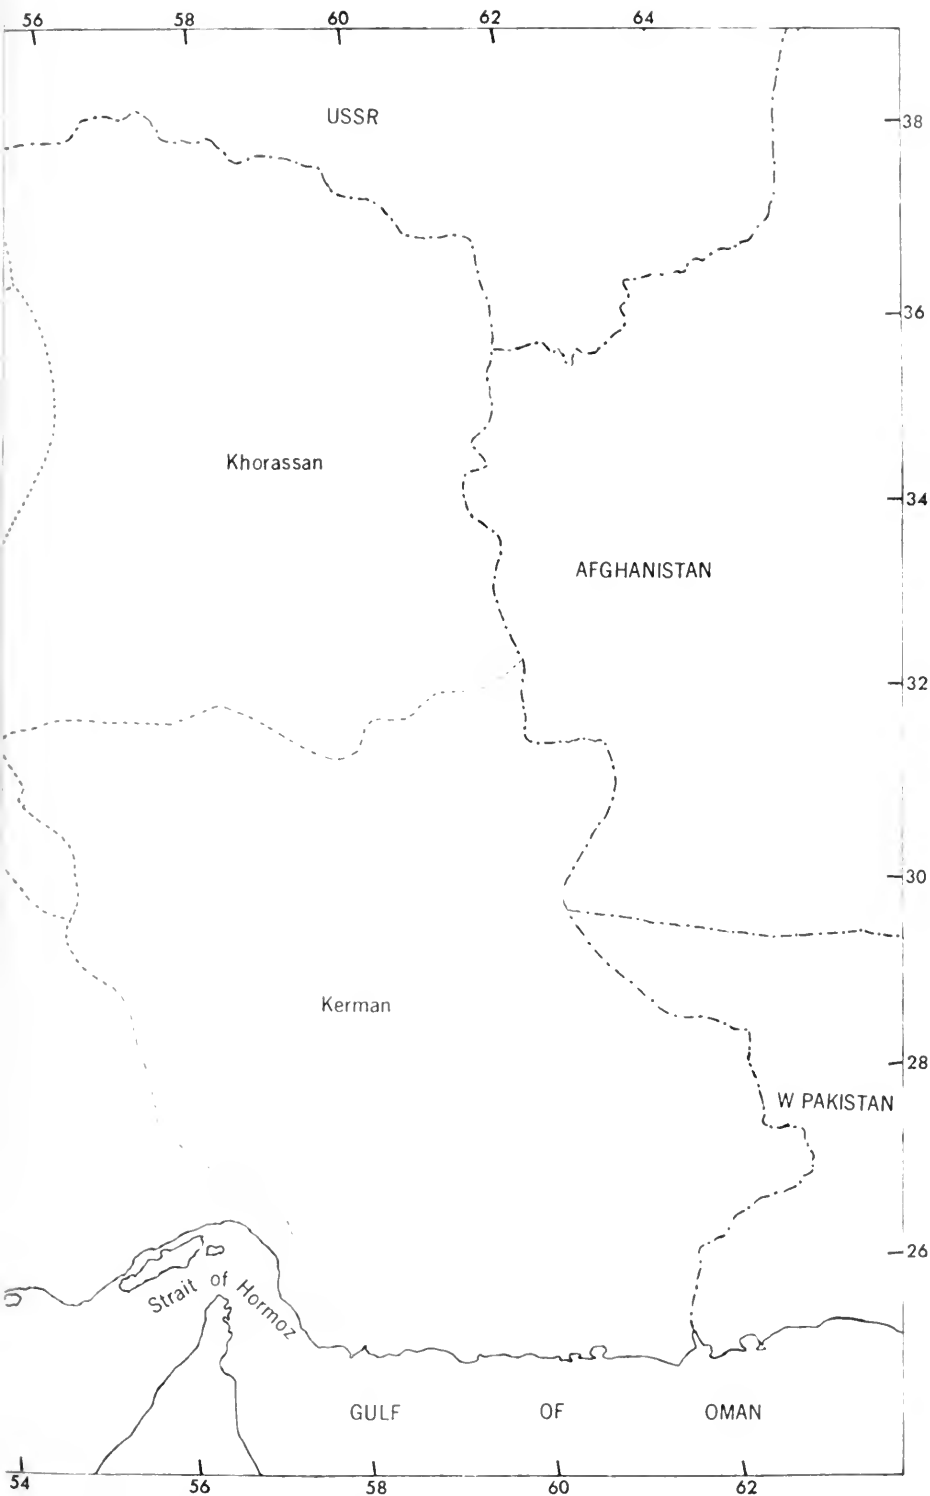 56 58 60 62 64
USSR
38
36
Khorassan
34
AFGHANISTAN
32
30
Kerman
28
W PAKISTAN
26
Strait of Hormoz
GULF OF OMAN
54 56 58 60 62